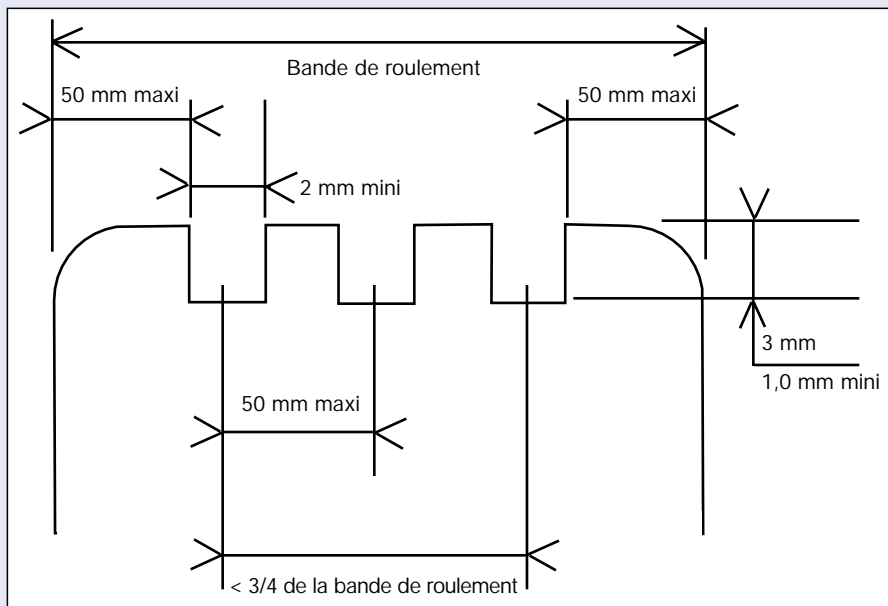 Bande de roulement
50 mm maxi
50 mm maxi
2 mm mini
3 mm
1,0 mm mini
50 mm maxi
< 3/4 de la bande de roulement